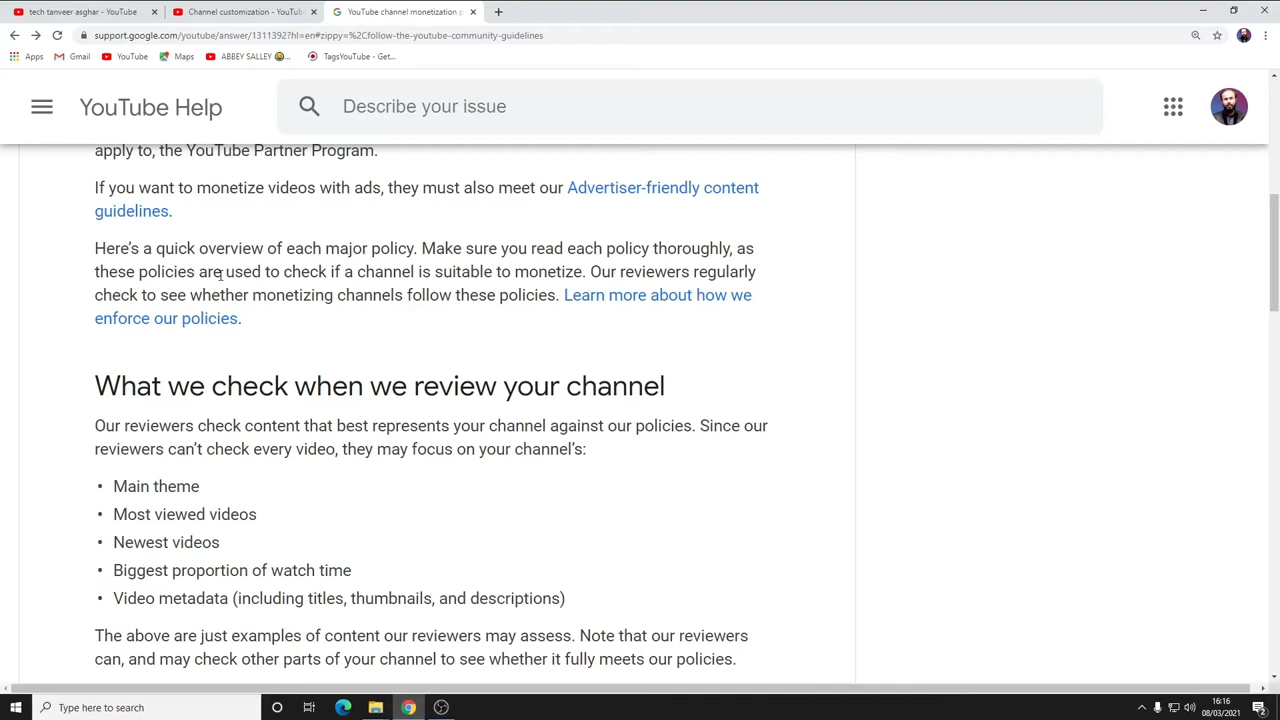 tech tanveer asghar - YouTube
Channel customization - YouTub
YouTube channel monetization p
support.google.com/youtube/answer/1311392?hl=en#zippy=%2Cfollow-the-youtube-community-guidelines
Apps
Gmail
YouTube
Maps
ABBEY SALLEY
TagsYouTube - Get...
YouTube Help
Describe your issue
apply to, the YouTube Partner Program.
If you want to monetize videos with ads, they must also meet our Advertiser-friendly content
guidelines.
Here's a quick overview of each major policy. Make sure you read each policy thoroughly, as
these policies are used to check if a channel is suitable to monetize. Our reviewers regularly
check to see whether monetizing channels follow these policies. Learn more about how we
enforce our policies.
What we check when we review your channel
Our reviewers check content that best represents your channel against our policies. Since our
reviewers can't check every video, they may focus on your channel's:
• Main theme
• Most viewed videos
• Newest videos
• Biggest proportion of watch time
• Video metadata (including titles, thumbnails, and descriptions)
The above are just examples of content our reviewers may assess. Note that our reviewers
can, and may check other parts of your channel to see whether it fully meets our policies.
Type here to search
16:16
08/03/2021
2